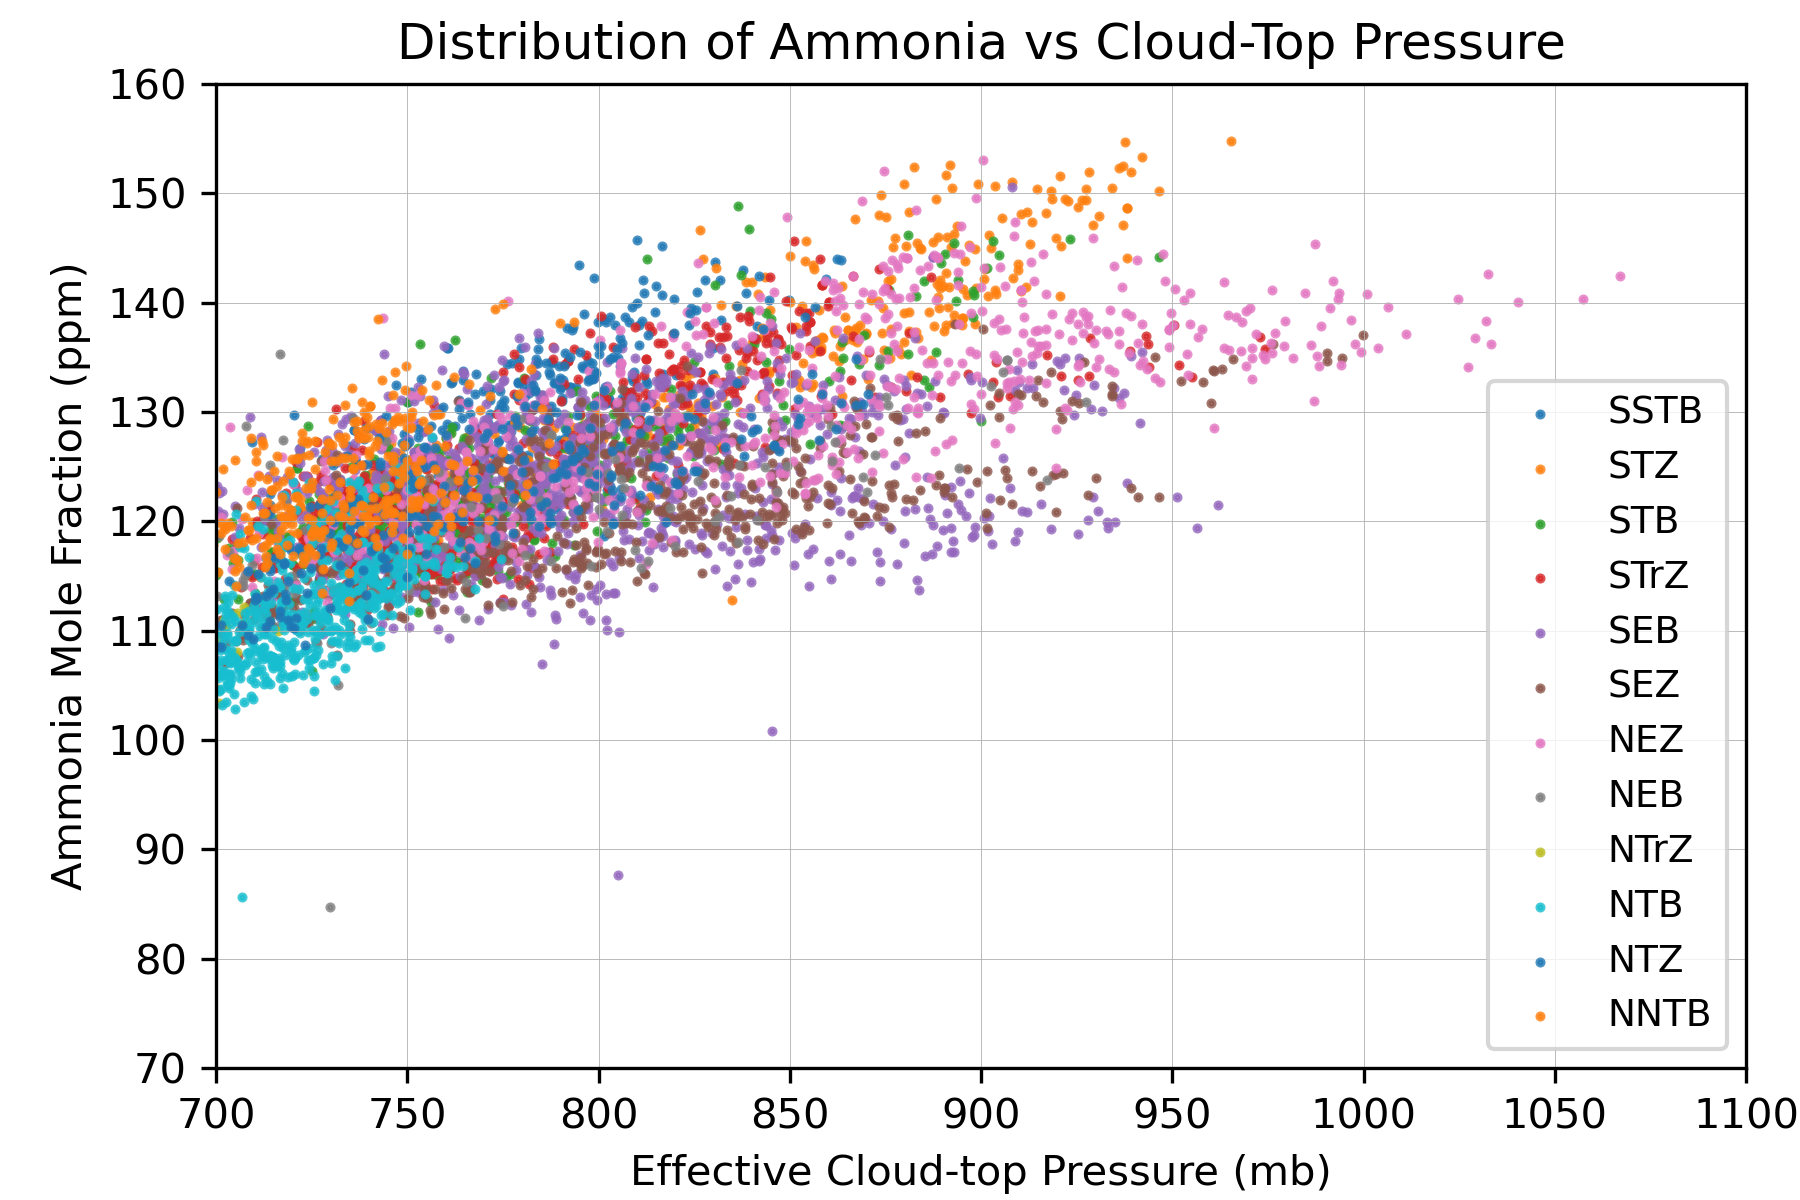 Distribution of Ammonia vs Cloud-Top Pressure
160
150
140
130
120
110
100
90
80
70
Ammonia Mole Fraction (ppm)
SSTB
STZ
STB
STrZ
SEB
SEZ
NEZ
NEB
NTrZ
NTB
NTZ
NNTB
700 750 800 850 900 950 1000 1050 1100
Effective Cloud-top Pressure (mb)